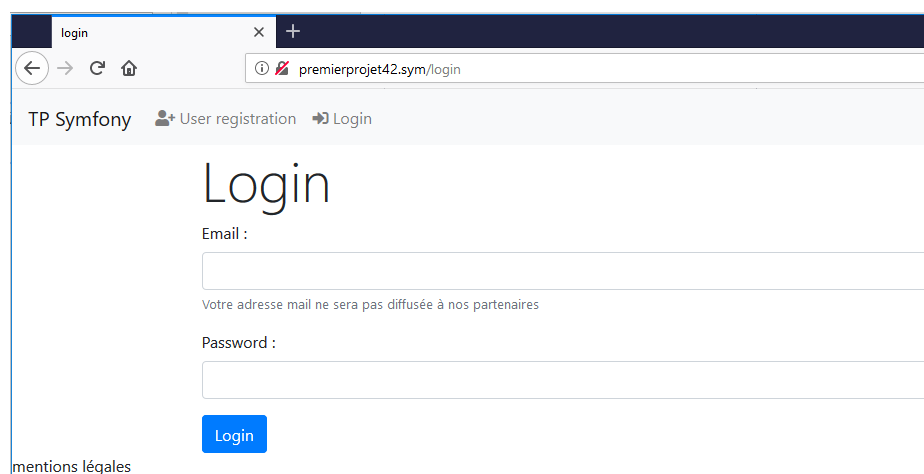 login
premierprojet42.sym/login
TP Symfony User registration Login
Login
Email :
Votre adresse mail ne sera pas diffusée à nos partenaires
Password :
Login
mentions légales